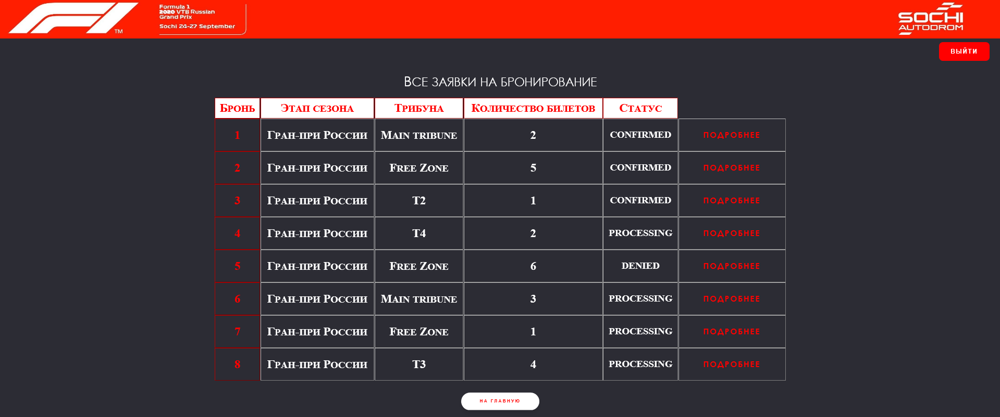 F1 TM
Formula 1
2020 VTB Russian
Grand Prix
Sochi 24-27 September
SOCHI
AUTODROM
ВЫЙТИ
Все заявки на бронирование
Бронь Этап сезона Трибуна Количество билетов Статус
1 Гран-при России Main tribune 2 CONFIRMED ПОДРОБНЕЕ
2 Гран-при России Free Zone 5 CONFIRMED ПОДРОБНЕЕ
3 Гран-при России T2 1 CONFIRMED ПОДРОБНЕЕ
4 Гран-при России T4 2 PROCESSING ПОДРОБНЕЕ
5 Гран-при России Free Zone 6 DENIED ПОДРОБНЕЕ
6 Гран-при России Main tribune 3 PROCESSING ПОДРОБНЕЕ
7 Гран-при России Free Zone 1 PROCESSING ПОДРОБНЕЕ
8 Гран-при России T3 4 PROCESSING ПОДРОБНЕЕ
НА ГЛАВНУЮ